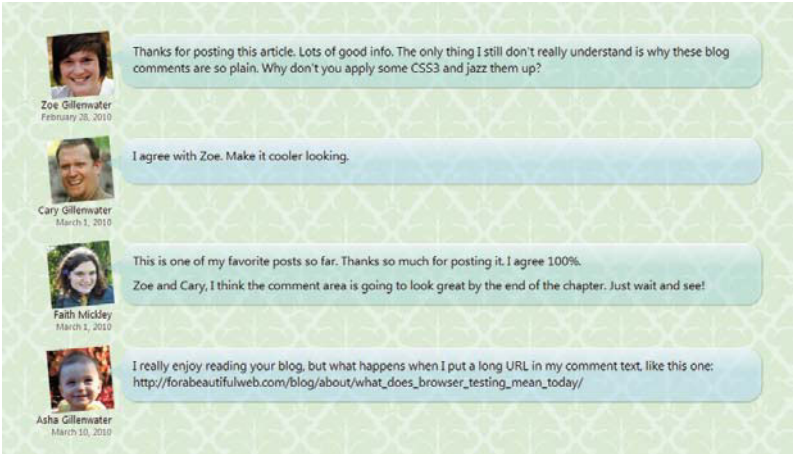 Thanks for posting this article. Lots of good info. The only thing I still don't really understand is why these blog
comments are so plain. Why don't you apply some CSS3 and jazz them up?
Zoe Gillenwater
February 28, 2010
I agree with Zoe. Make it cooler looking.
Cary Gillenwater
March 1, 2010
This is one of my favorite posts so far. Thanks so much for posting it. I agree 100%.
Zoe and Cary, I think the comment area is going to look great by the end of the chapter. Just wait and see!
Faith Mickley
March 1, 2010
I really enjoy reading your blog, but what happens when I put a long URL in my comment text, like this one:
http://forabeautifulweb.com/blog/about/what_does_browser_testing_mean_today/
Asha Gillenwater
March 10, 2010